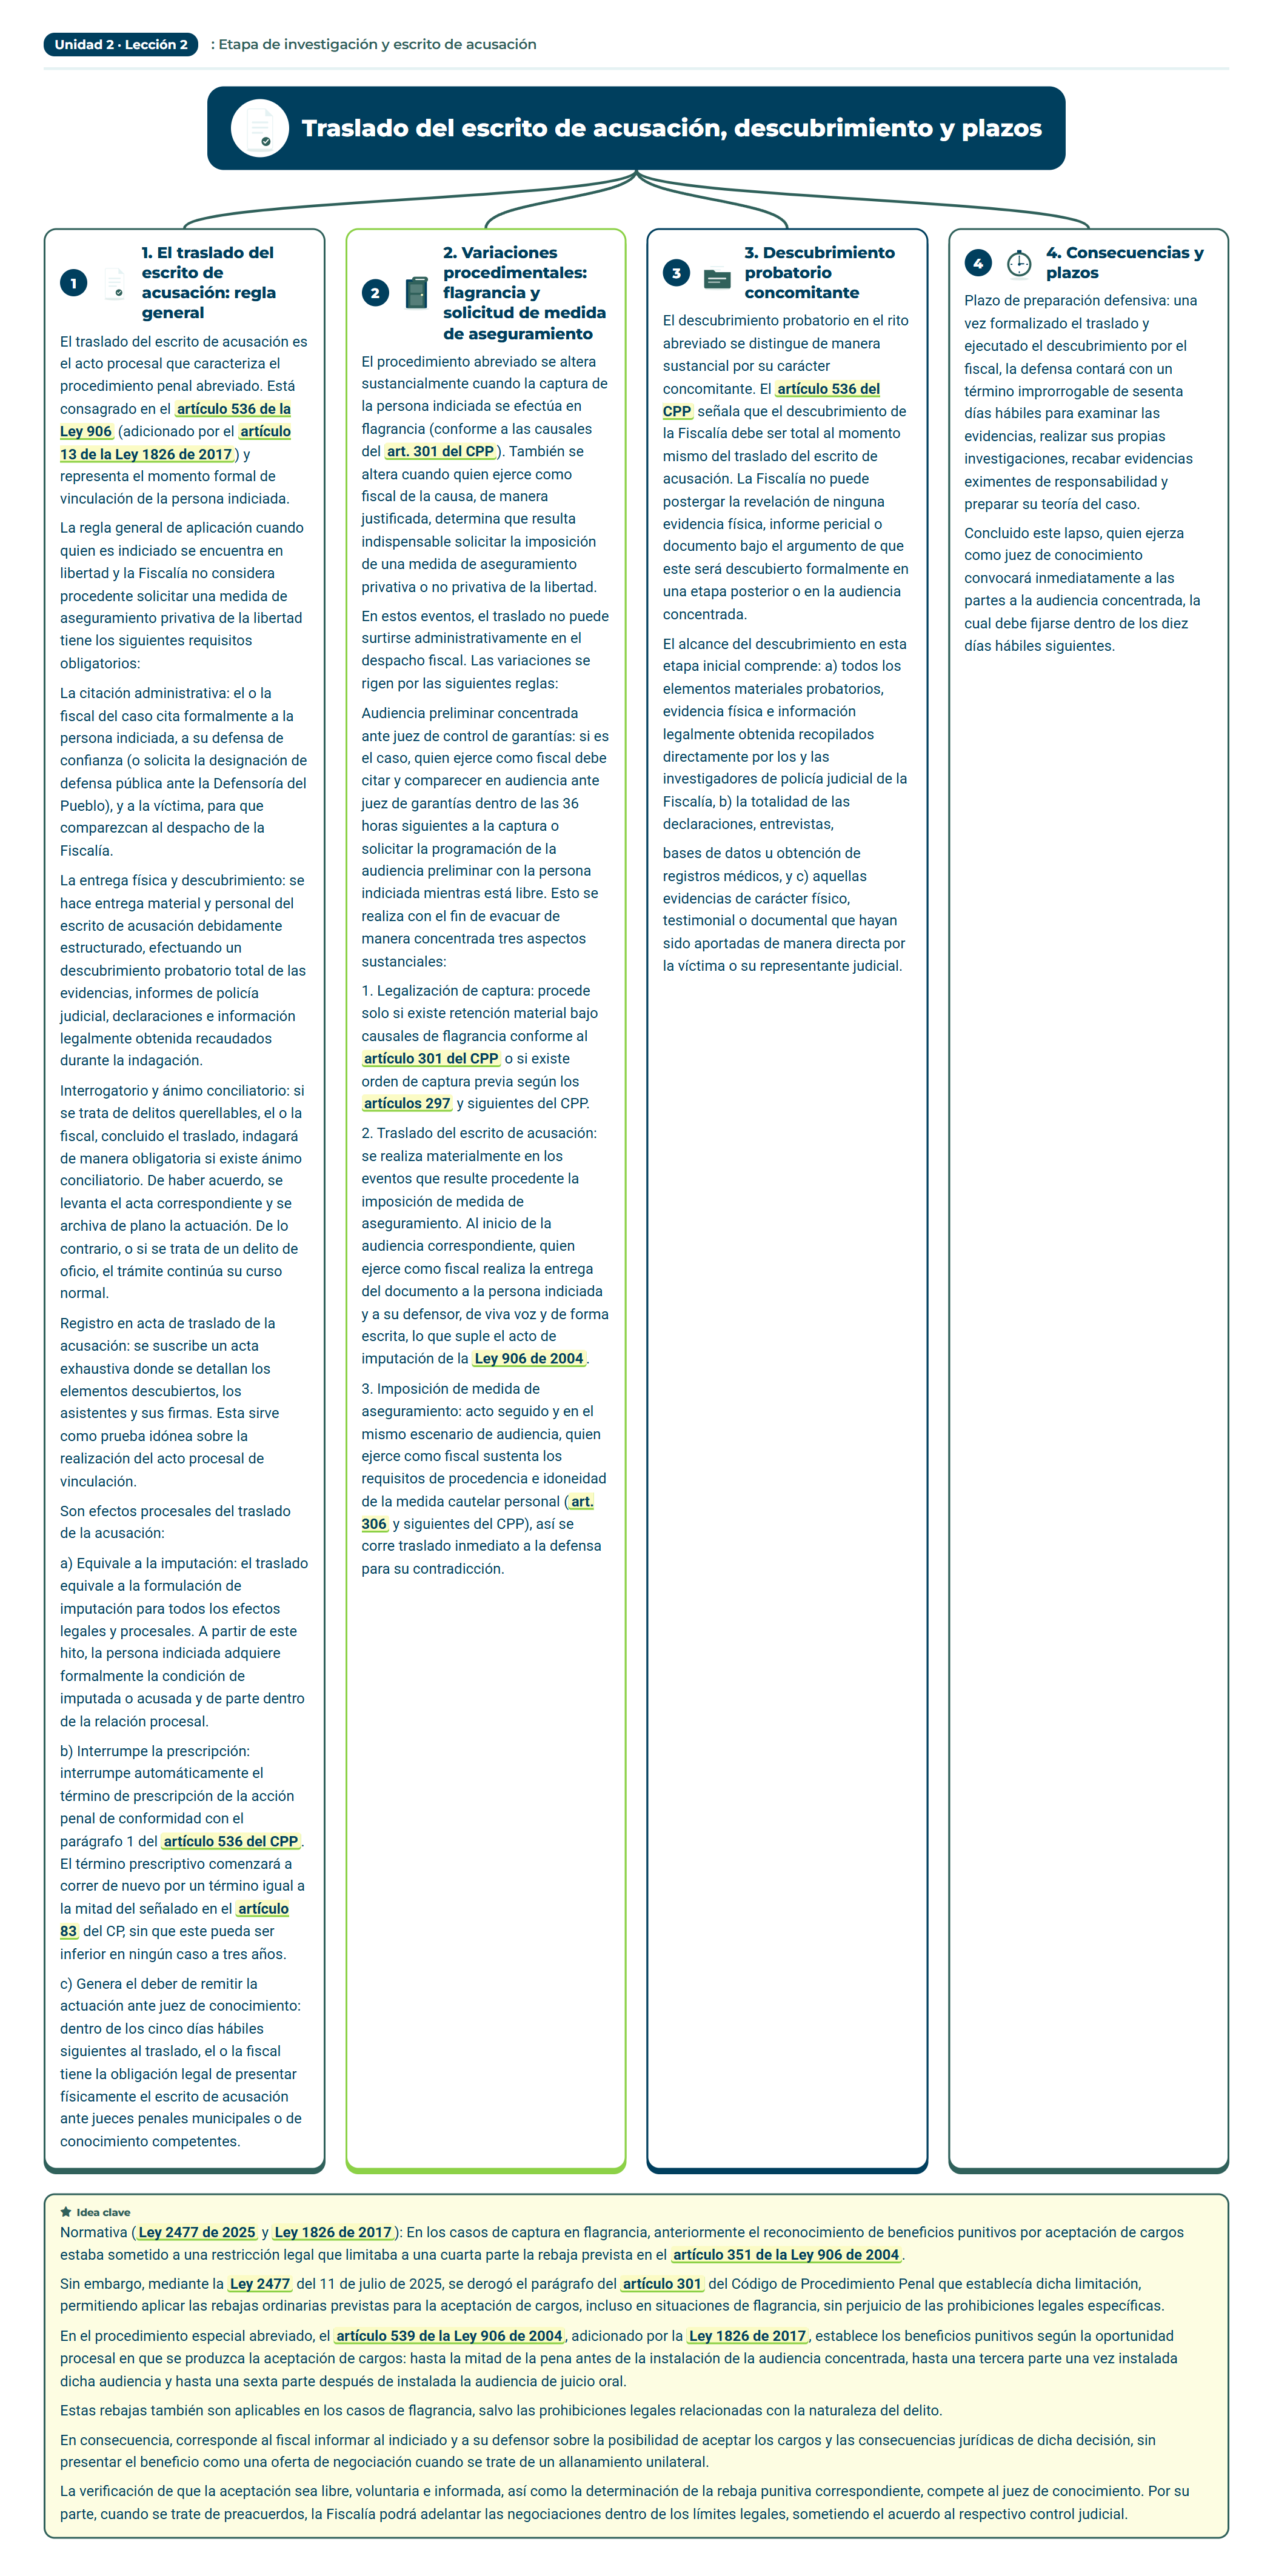 Unidad 2 · Lección 2 : Etapa de investigación y escrito de acusación
Traslado del escrito de acusación, descubrimiento y plazos
1
1. El traslado del
escrito de
acusación: regla
general
El traslado del escrito de acusación es
el acto procesal que caracteriza el
procedimiento penal abreviado. Está
consagrado en el artículo 536 de la
Ley 906 (adicionado por el artículo
13 de la Ley 1826 de 2017) y
representa el momento formal de
vinculación de la persona indiciada.
La regla general de aplicación cuando
quien es indiciado se encuentra en
libertad y la Fiscalía no considera
procedente solicitar una medida de
aseguramiento privativa de la libertad
tiene los siguientes requisitos
obligatorios:
La citación administrativa: el o la
fiscal del caso cita formalmente a la
persona indiciada, a su defensa de
confianza (o solicita la designación de
defensa pública ante la Defensoría del
Pueblo), y a la víctima, para que
comparezcan al despacho de la
Fiscalía.
La entrega física y descubrimiento: se
hace entrega material y personal del
escrito de acusación debidamente
estructurado, efectuando un
descubrimiento probatorio total de las
evidencias, informes de policía
judicial, declaraciones e información
legalmente obtenida recaudados
durante la indagación.
Interrogatorio y ánimo conciliatorio: si
se trata de delitos querellables, el o la
fiscal, concluido el traslado, indagará
de manera obligatoria si existe ánimo
conciliatorio. De haber acuerdo, se
levanta el acta correspondiente y se
archiva de plano la actuación. De lo
contrario, o si se trata de un delito de
oficio, el trámite continúa su curso
normal.
Registro en acta de traslado de la
acusación: se suscribe un acta
exhaustiva donde se detallan los
elementos descubiertos, los
asistentes y sus firmas. Esta sirve
como prueba idónea sobre la
realización del acto procesal de
vinculación.
Son efectos procesales del traslado
de la acusación:
a) Equivale a la imputación: el traslado
equivale a la formulación de
imputación para todos los efectos
legales y procesales. A partir de este
hito, la persona indiciada adquiere
formalmente la condición de
imputada o acusada y de parte dentro
de la relación procesal.
b) Interrumpe la prescripción:
interrumpe automáticamente el
término de prescripción de la acción
penal de conformidad con el
parágrafo 1 del artículo 536 del CPP.
El término prescriptivo comenzará a
correr de nuevo por un término igual a
la mitad del señalado en el artículo
83 del CP, sin que este pueda ser
inferior en ningún caso a tres años.
c) Genera el deber de remitir la
actuación ante juez de conocimiento:
dentro de los cinco días hábiles
siguientes al traslado, el o la fiscal
tiene la obligación legal de presentar
físicamente el escrito de acusación
ante jueces penales municipales o de
conocimiento competentes.
2
2. Variaciones
procedimentales:
flagrancia y
solicitud de medida
de aseguramiento
El procedimiento abreviado se altera
sustancialmente cuando la captura de
la persona indiciada se efectúa en
flagrancia (conforme a las causales
del art. 301 del CPP). También se
altera cuando quien ejerce como
fiscal de la causa, de manera
justificada, determina que resulta
indispensable solicitar la imposición
de una medida de aseguramiento
privativa o no privativa de la libertad.
En estos eventos, el traslado no puede
surtirse administrativamente en el
despacho fiscal. Las variaciones se
rigen por las siguientes reglas:
Audiencia preliminar concentrada
ante juez de control de garantías: si es
el caso, quien ejerce como fiscal debe
citar y comparecer en audiencia ante
juez de garantías dentro de las 36
horas siguientes a la captura o
solicitar la programación de la
audiencia preliminar con la persona
indiciada mientras está libre. Esto se
realiza con el fin de evacuar de
manera concentrada tres aspectos
sustanciales:
1. Legalización de captura: procede
solo si existe retención material bajo
causales de flagrancia conforme al
artículo 301 del CPP o si existe
orden de captura previa según los
artículos 297 y siguientes del CPP.
2. Traslado del escrito de acusación:
se realiza materialmente en los
eventos que resulte procedente la
imposición de medida de
aseguramiento. Al inicio de la
audiencia correspondiente, quien
ejerce como fiscal realiza la entrega
del documento a la persona indiciada
y a su defensor, de viva voz y de forma
escrita, lo que suple el acto de
imputación de la Ley 906 de 2004.
3. Imposición de medida de
aseguramiento: acto seguido y en el
mismo escenario de audiencia, quien
ejerce como fiscal sustenta los
requisitos de procedencia e idoneidad
de la medida cautelar personal (art.
306 y siguientes del CPP), así se
corre traslado inmediato a la defensa
para su contradicción.
3
3. Descubrimiento
probatorio
concomitante
El descubrimiento probatorio en el rito
abreviado se distingue de manera
sustancial por su carácter
concomitante. El artículo 536 del
CPP señala que el descubrimiento de
la Fiscalía debe ser total al momento
mismo del traslado del escrito de
acusación. La Fiscalía no puede
postergar la revelación de ninguna
evidencia física, informe pericial o
documento bajo el argumento de que
este será descubierto formalmente en
una etapa posterior o en la audiencia
concentrada.
El alcance del descubrimiento en esta
etapa inicial comprende: a) todos los
elementos materiales probatorios,
evidencia física e información
legalmente obtenida recopilados
directamente por los y las
investigadores de policía judicial de la
Fiscalía, b) la totalidad de las
declaraciones, entrevistas,
bases de datos u obtención de
registros médicos, y c) aquellas
evidencias de carácter físico,
testimonial o documental que hayan
sido aportadas de manera directa por
la víctima o su representante judicial.
4
4. Consecuencias y
plazos
Plazo de preparación defensiva: una
vez formalizado el traslado y
ejecutado el descubrimiento por el
fiscal, la defensa contará con un
término improrrogable de sesenta
días hábiles para examinar las
evidencias, realizar sus propias
investigaciones, recabar evidencias
eximentes de responsabilidad y
preparar su teoría del caso.
Concluido este lapso, quien ejerza
como juez de conocimiento
convocará inmediatamente a las
partes a la audiencia concentrada, la
cual debe fijarse dentro de los diez
días hábiles siguientes.
Idea clave
Normativa (Ley 2477 de 2025 y Ley 1826 de 2017): En los casos de captura en flagrancia, anteriormente el reconocimiento de beneficios punitivos por aceptación de cargos
estaba sometido a una restricción legal que limitaba a una cuarta parte la rebaja prevista en el artículo 351 de la Ley 906 de 2004.
Sin embargo, mediante la Ley 2477 del 11 de julio de 2025, se derogó el parágrafo del artículo 301 del Código de Procedimiento Penal que establecía dicha limitación,
permitiendo aplicar las rebajas ordinarias previstas para la aceptación de cargos, incluso en situaciones de flagrancia, sin perjuicio de las prohibiciones legales específicas.
En el procedimiento especial abreviado, el artículo 539 de la Ley 906 de 2004, adicionado por la Ley 1826 de 2017, establece los beneficios punitivos según la oportunidad
procesal en que se produzca la aceptación de cargos: hasta la mitad de la pena antes de la instalación de la audiencia concentrada, hasta una tercera parte una vez instalada
dicha audiencia y hasta una sexta parte después de instalada la audiencia de juicio oral.
Estas rebajas también son aplicables en los casos de flagrancia, salvo las prohibiciones legales relacionadas con la naturaleza del delito.
En consecuencia, corresponde al fiscal informar al indiciado y a su defensor sobre la posibilidad de aceptar los cargos y las consecuencias jurídicas de dicha decisión, sin
presentar el beneficio como una oferta de negociación cuando se trate de un allanamiento unilateral.
La verificación de que la aceptación sea libre, voluntaria e informada, así como la determinación de la rebaja punitiva correspondiente, compete al juez de conocimiento. Por su
parte, cuando se trate de preacuerdos, la Fiscalía podrá adelantar las negociaciones dentro de los límites legales, sometiendo el acuerdo al respectivo control judicial.